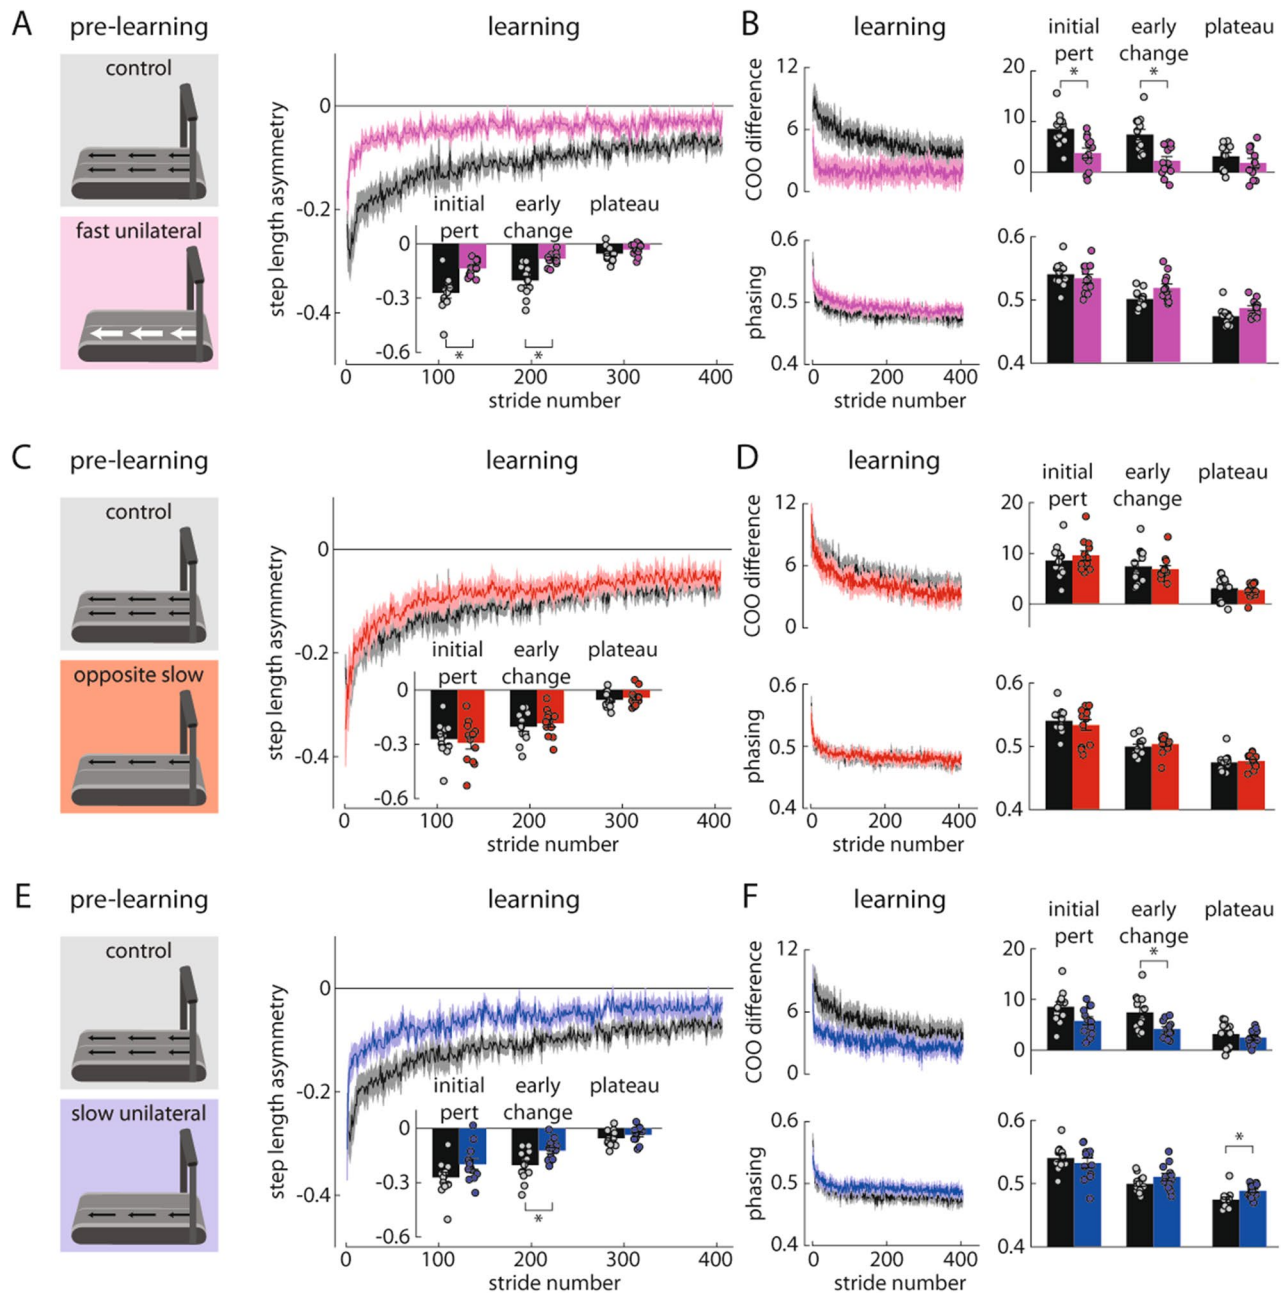 A
pre-learning
control
fast unilateral
learning
step length asymmetry
0
-0.2
-0.4
initial
pert
early
change
plateau
0
-0.3
-0.6
*
*
0
100
200
300
400
stride number
B
learning
COO difference
12
6
0
phasing
0.6
0.5
0.4
0
200
400
stride number
initial
pert
early
change
plateau
20
10
0
*
*
0.6
0.5
0.4
C
pre-learning
control
opposite slow
learning
step length asymmetry
0
-0.2
-0.4
initial
pert
early
change
plateau
0
-0.3
-0.6
0
100
200
300
400
stride number
D
learning
COO difference
12
6
0
phasing
0.6
0.5
0.4
0
200
400
stride number
initial
pert
early
change
plateau
20
10
0
0.6
0.5
0.4
E
pre-learning
control
slow unilateral
learning
step length asymmetry
0
-0.2
-0.4
initial
pert
early
change
plateau
0
-0.3
-0.6
*
0
100
200
300
400
stride number
F
learning
COO difference
12
6
0
phasing
0.6
0.5
0.4
0
200
400
stride number
initial
pert
early
change
plateau
20
10
0
*
0.6
0.5
0.4
*